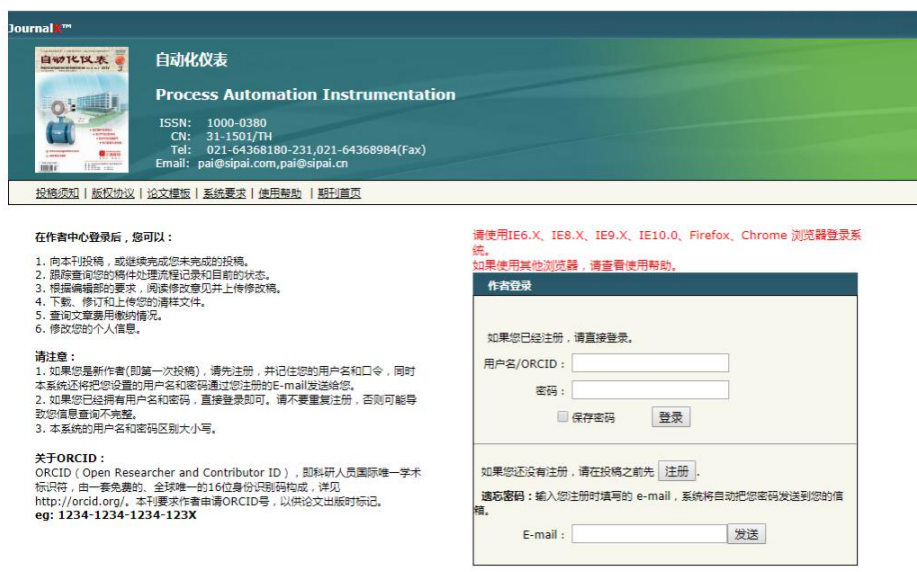 JournalX™
自动化仪表
自动化仪表
Process Automation Instrumentation
ISSN: 1000-0380
CN: 31-1501/TH
Tel: 021-64368180-231,021-64368984(Fax)
Email: pai@sipai.com,pai@sipai.cn
投稿须知 | 版权协议 | 论文模板 | 系统要求 | 使用帮助 | 期刊首页
在作者中心登录后，您可以：
1. 向本刊投稿，或继续完成您未完成的投稿。
2. 跟踪查询您的稿件处理流程记录和目前的状态。
3. 根据编辑部的要求，阅读修改意见并上传修改稿。
4. 下载、修订和上传您的清样文件。
5. 查询文章费用缴纳情况。
6. 修改您的个人信息。
请注意：
1. 如果您是新作者(即第一次投稿)，请先注册，并记住您的用户名和口令，同时
本系统还将把您设置的用户名和密码通过您注册的E-mail发送给您。
2. 如果您已经拥有用户名和密码，直接登录即可。请不要重复注册，否则可能导
致您信息查询不完整。
3. 本系统的用户名和密码区别大小写。
关于ORCID：
ORCID（Open Researcher and Contributor ID），即科研人员国际唯一学术
标识符，由一套免费的、全球唯一的16位身份识别码构成，详见
http://orcid.org/。本刊要求作者申请ORCID号，以供论文出版时标记。
eg: 1234-1234-1234-123X
请使用IE6.X、IE8.X、IE9.X、IE10.0、Firefox、Chrome 浏览器登录系
统。
如果使用其他浏览器，请查看使用帮助。
作者登录
如果您已经注册，请直接登录。
用户名/ORCID：
密码：
保存密码 登录
如果您还没有注册，请在投稿之前先 注册 .
遗忘密码：输入您注册时填写的 e-mail，系统将自动把您密码发送到您的信
箱。
E-mail： 发送